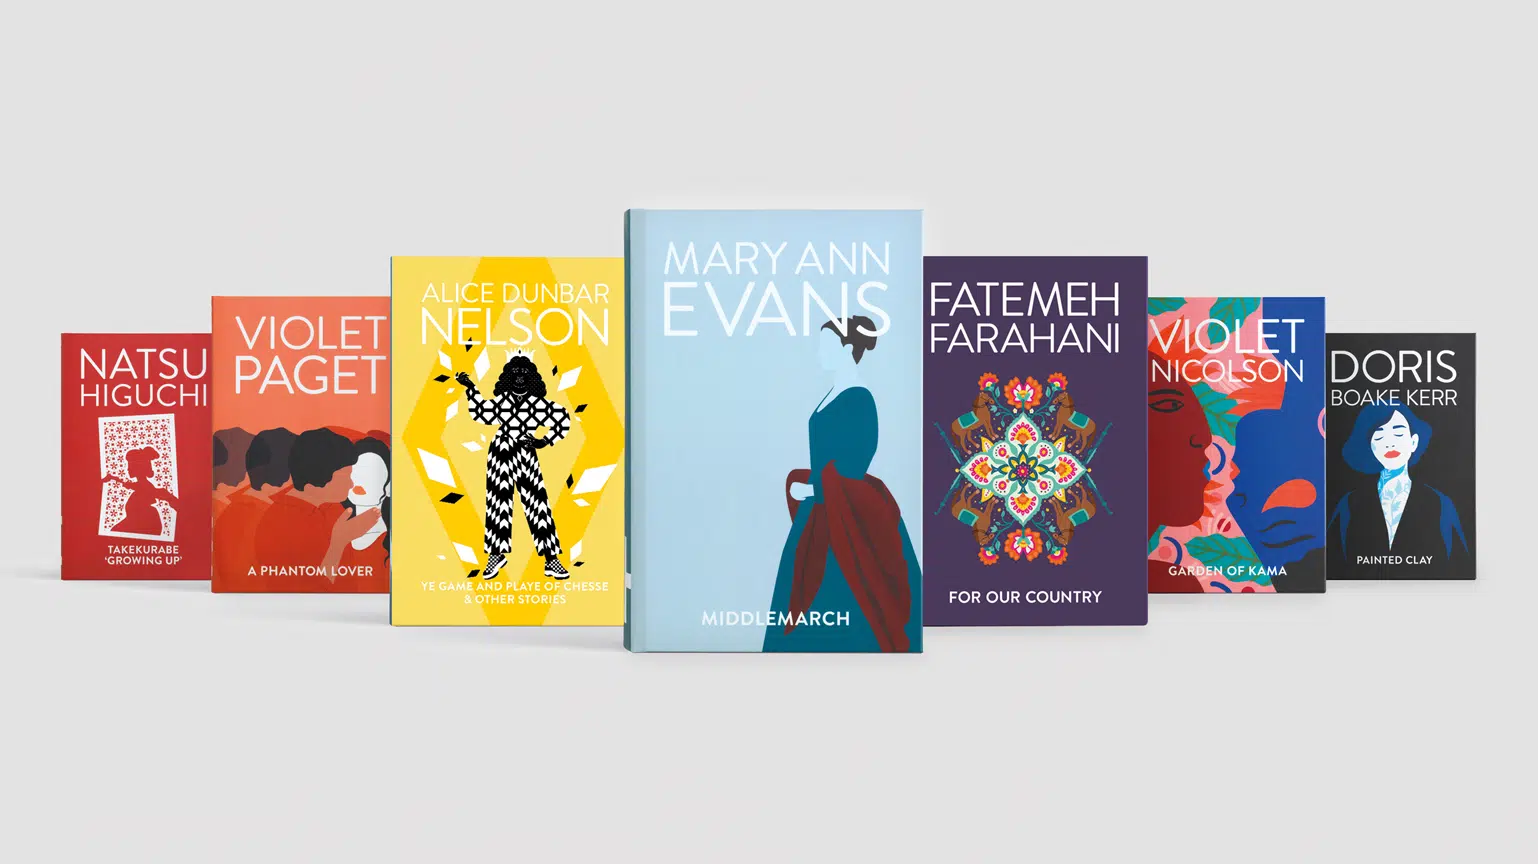 NATSU
HIGUCHI
TAKEKURABE
'GROWING UP'
VIOLET
PAGET
A PHANTOM LOVER
ALICE DUNBAR
NELSON
YE GAME AND PLAYE OF CHESSE
& OTHER STORIES
MARY ANN
EVANS
MIDDLEMARCH
FATEMEH
FARAHANI
FOR OUR COUNTRY
VIOLET
NICOLSON
GARDEN OF KAMA
DORIS
BOAKE KERR
PAINTED CLAY